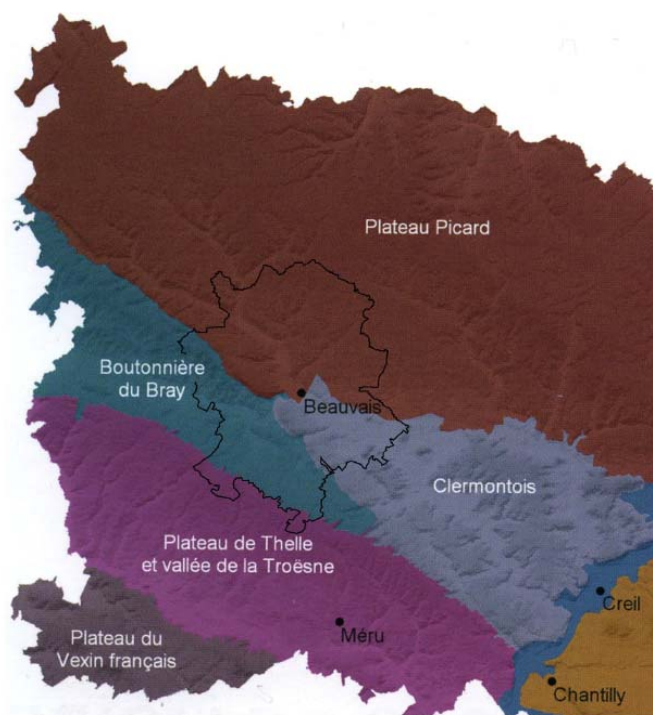 Plateau Picard
Boutonnière
du Bray
Beauvais
Clermontois
Plateau de Thelle
et vallée de la Troësne
Creil
Méru
Plateau du
Vexin français
Chantilly